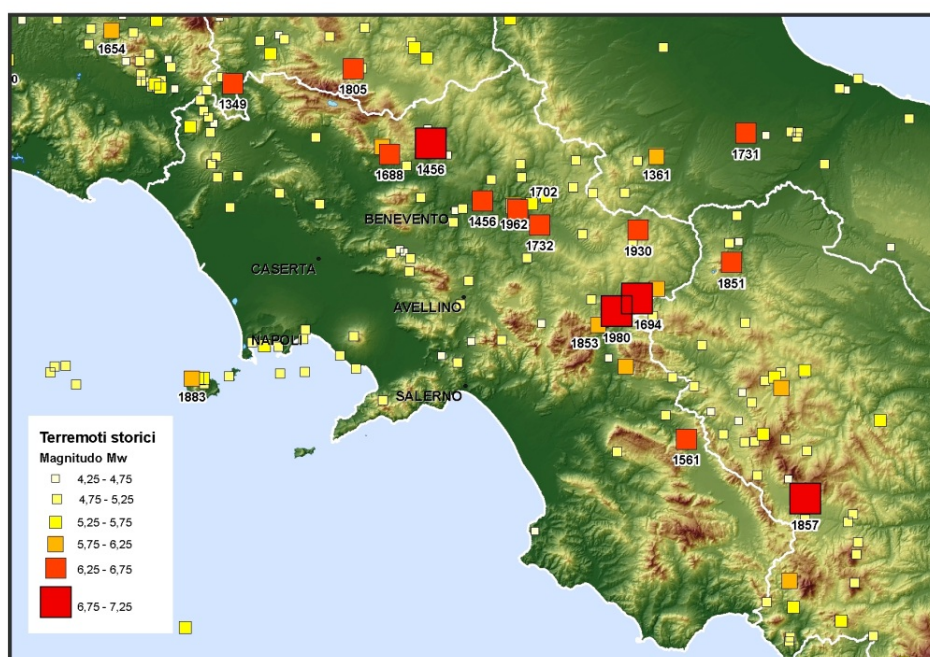 1654
0
1349
1805
1688
1456
1731
1361
1702
BENEVENTO
1456
1962
1732
1930
CASERTA
1851
AVELLINO
1694
1853
1980
NAPOLI
1883
SALERNO
1561
1857
Terremoti storici
Magnitudo Mw
4,25 - 4,75
4,75 - 5,25
5,25 - 5,75
5,75 - 6,25
6,25 - 6,75
6,75 - 7,25